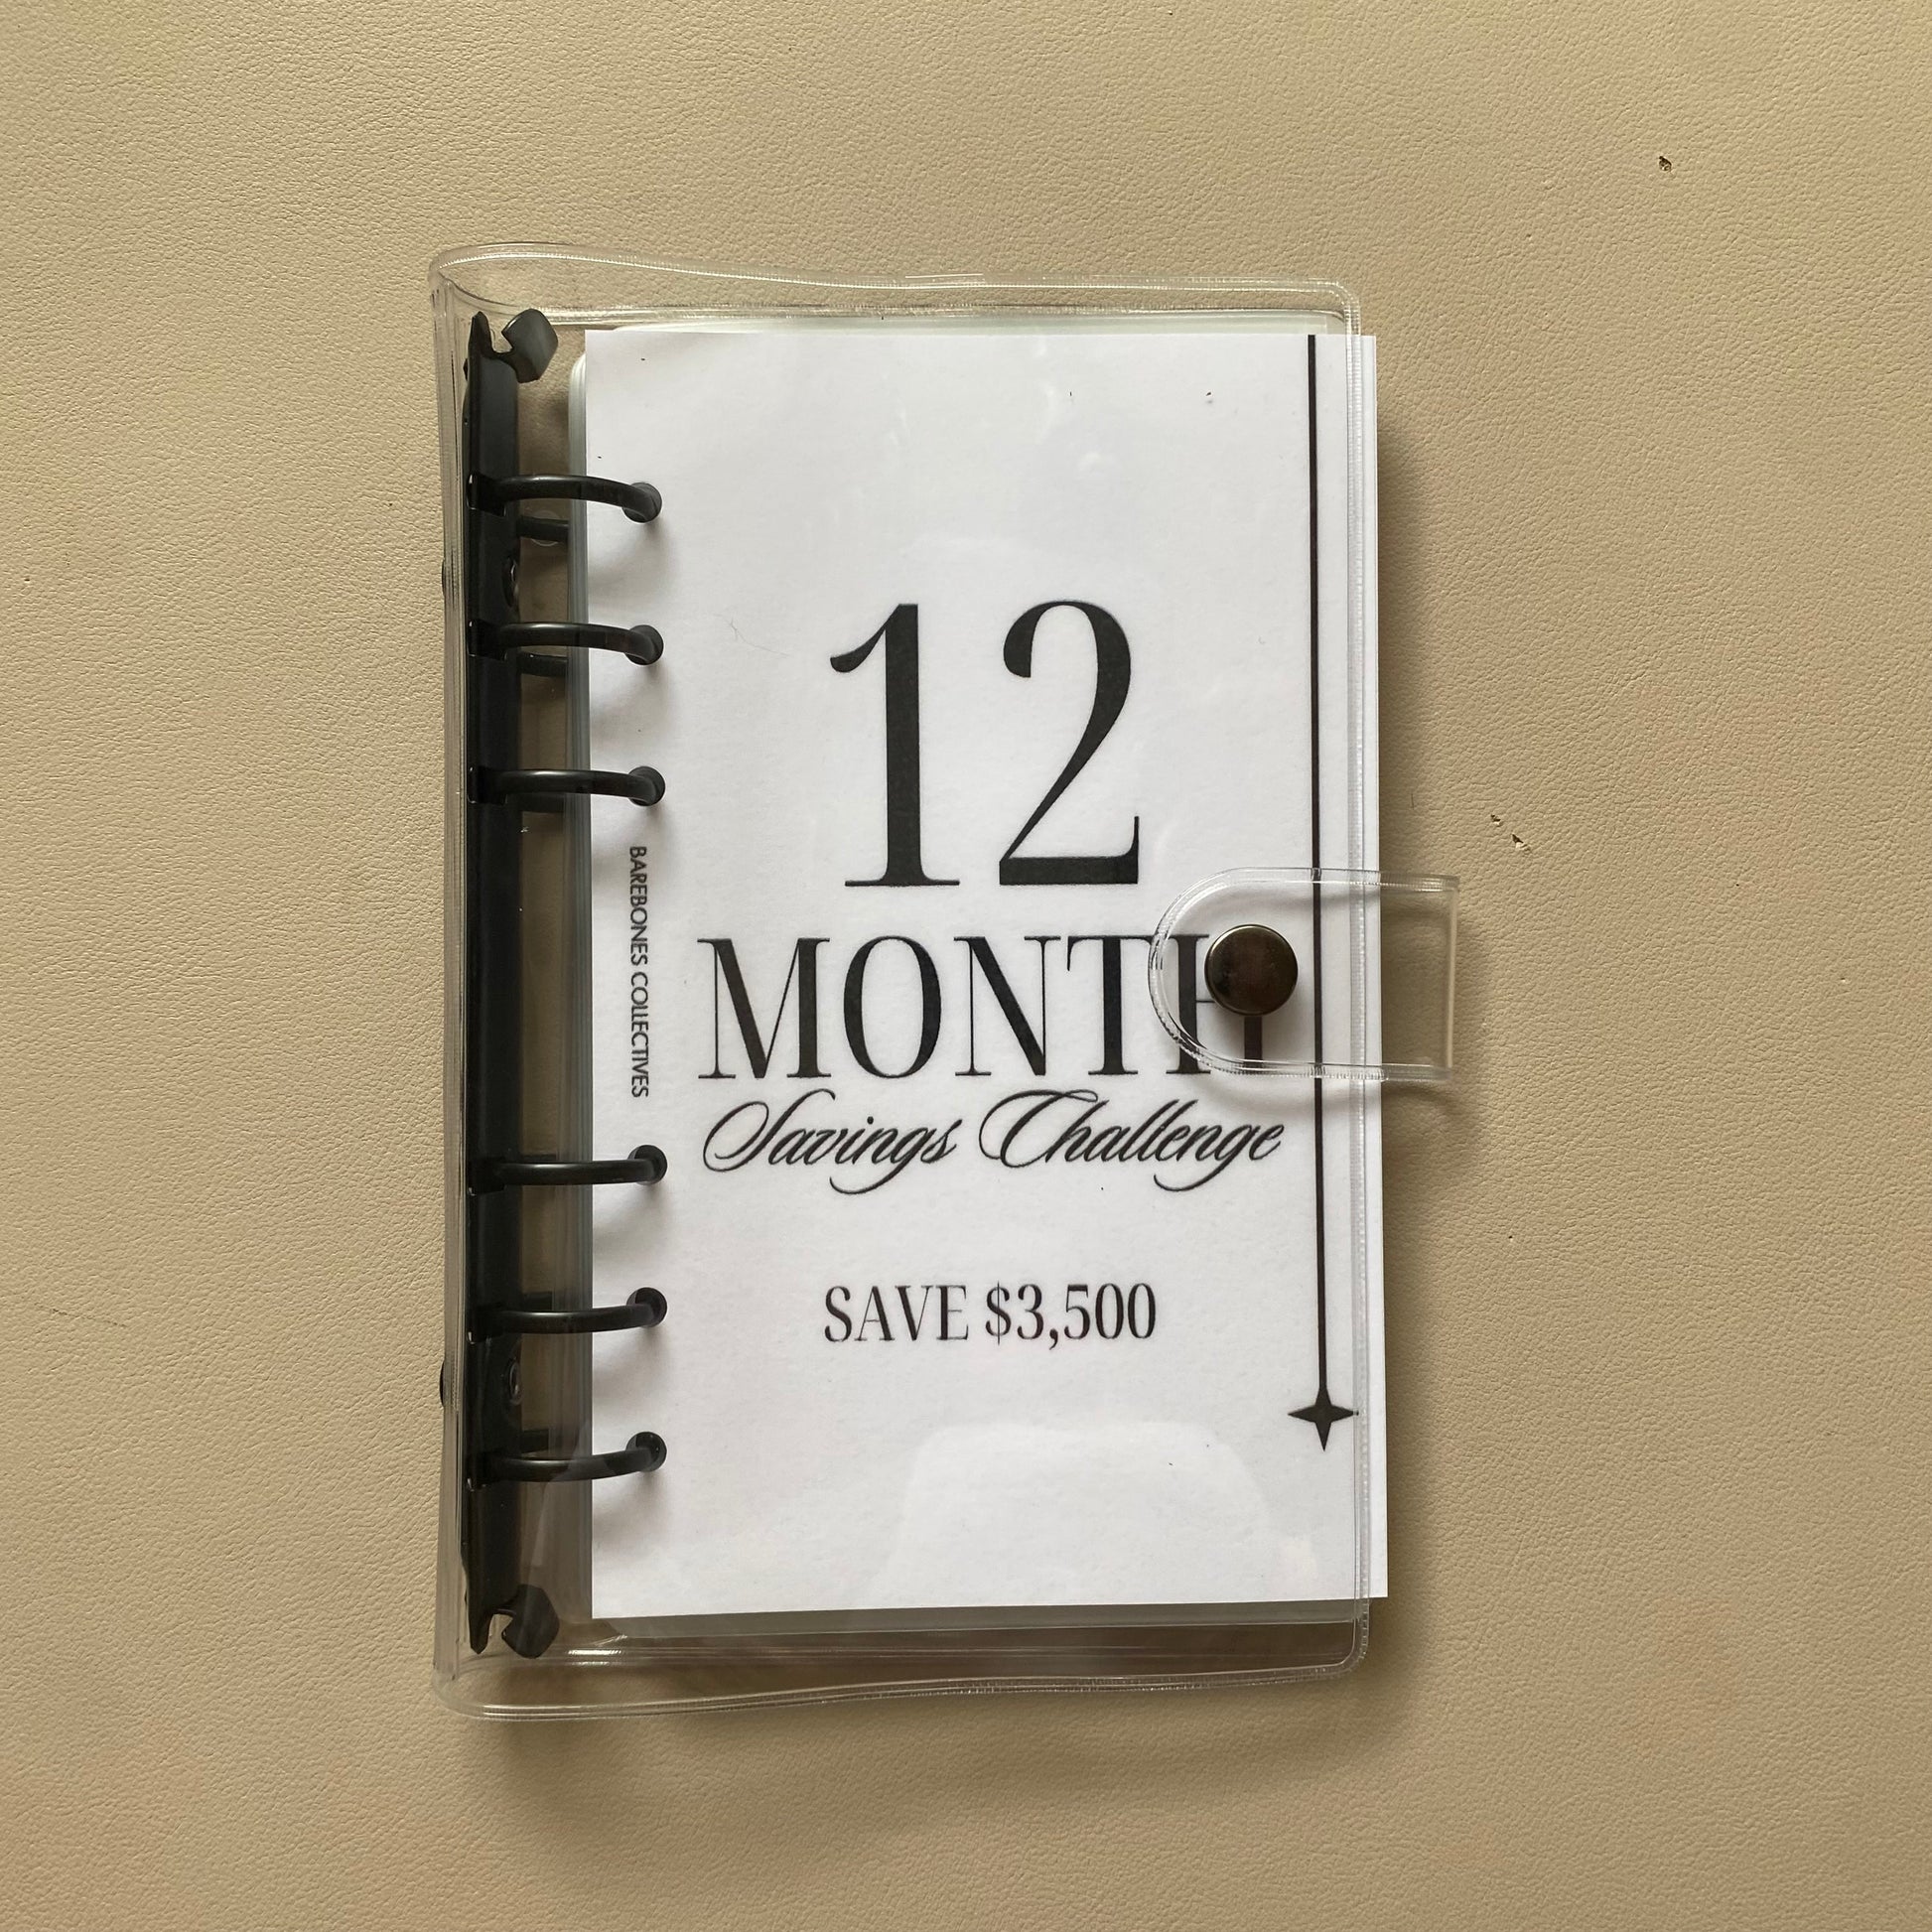 12
MONTH
Savings Challenge
SAVE $3,500
BAREBONES COLLECTIVES